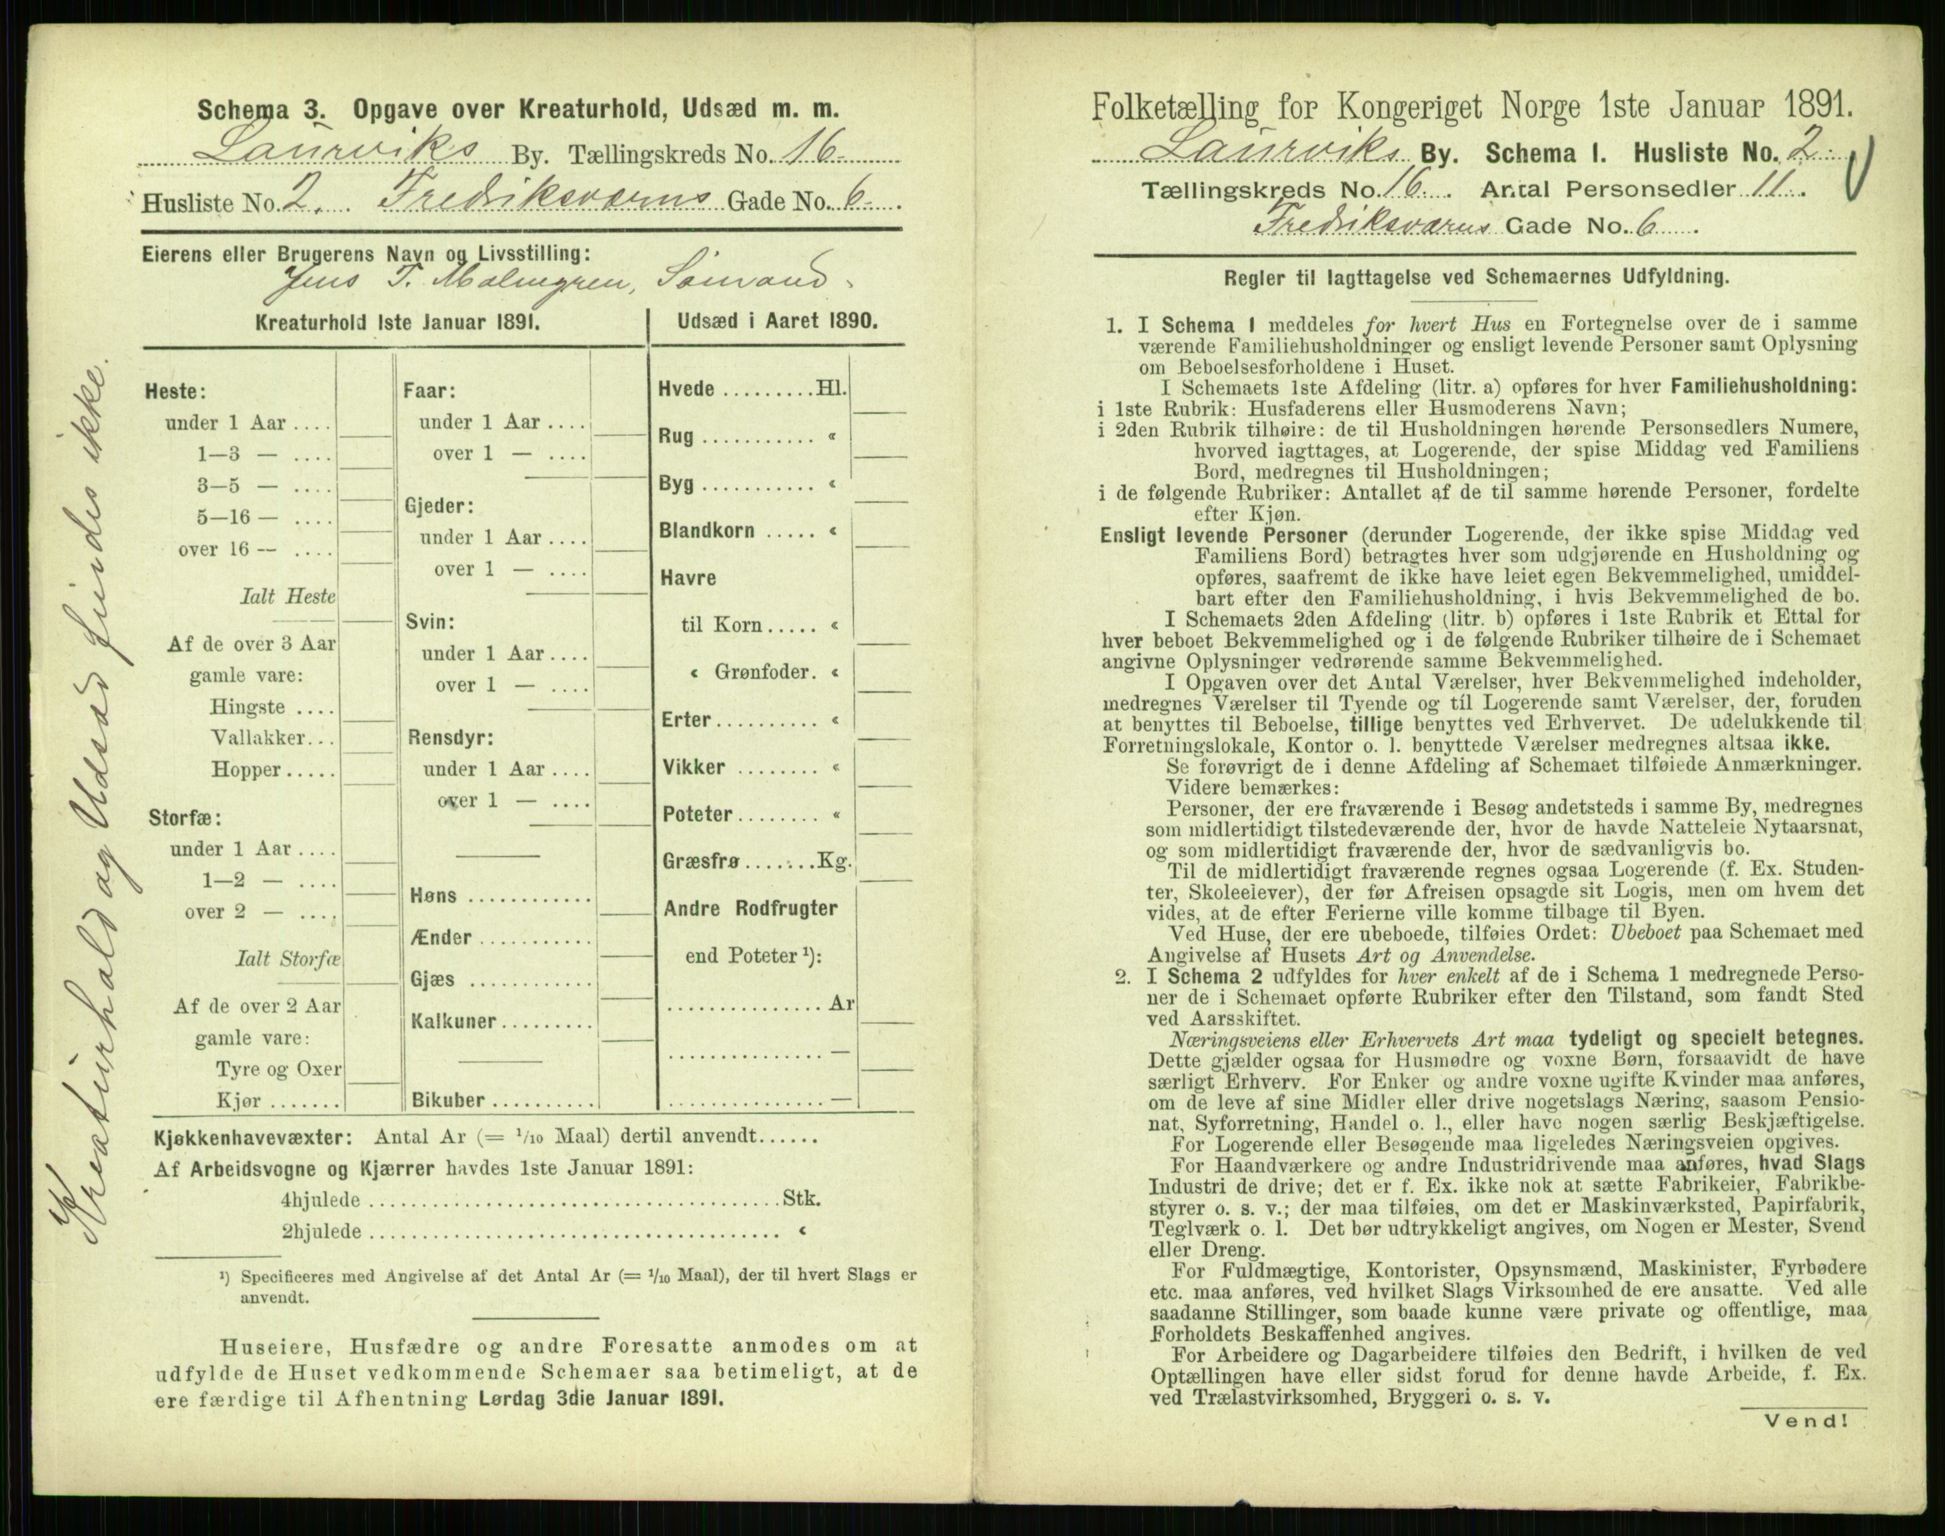 Schema 3. Opgave over Kreaturhold, Udsæd m. m.
Laurviks By. Tællingskreds No. 16.
Husliste No. 2. Fredriksværns Gade No. 6.
Eierens eller Brugerens Navn og Livsstilling:
Jens T. Malmgren, Sømand.
Kreaturhold 1ste Januar 1891.
Heste:
under 1 Aar ....
1—3 — ....
3—5 — ....
5—16 — ....
over 16 — ....
Ialt Heste
Af de over 3 Aar
gamle vare:
Hingste ....
Vallakker...
Hopper .....
Storfæ:
under 1 Aar ....
1—2 — ....
over 2 — ....
Ialt Storfæ
Af de over 2 Aar
gamle vare:
Tyre og Oxer
Kjør .......
Faar:
under 1 Aar ....
over 1 — ....
Gjeder:
under 1 Aar ....
over 1 — ....
Svin:
under 1 Aar ....
over 1 — ....
Rensdyr:
under 1 Aar ....
over 1 — ....
Høns ............
Ænder ...........
Gjæs ............
Kalkuner .........
Bikuber ..........
Udsæd i Aaret 1890.
Hvede ......... Hl.
Rug ........... «
Byg ........... «
Blandkorn ..... «
Havre
til Korn ..... «
« Grønfoder. «
Erter .......... «
Vikker ........ «
Poteter ........ «
Græsfrø ....... Kg.
Andre Rodfrugter
end Poteter ¹):
............... Ar
............... —
............... —
Kjøkkenhavevæxter: Antal Ar (= 1/10 Maal) dertil anvendt......
Af Arbeidsvogne og Kjærrer havdes 1ste Januar 1891:
4hjulede ........................................ Stk.
2hjulede ........................................ «
¹) Specificeres med Angivelse af det Antal Ar (= 1/10 Maal), der til hvert Slags er
anvendt.
Huseiere, Husfædre og andre Foresatte anmodes om at
udfylde de Huset vedkommende Schemaer saa betimeligt, at de
ere færdige til Afhentning Lørdag 3die Januar 1891.
Kreaturhold og Udsæd findes ikke.
Folketælling for Kongeriget Norge 1ste Januar 1891.
Laurviks By. Schema 1. Husliste No. 2.
Tællingskreds No. 16. Antal Personsedler 11.
Fredriksværns Gade No. 6.
Regler til Iagttagelse ved Schemaernes Udfyldning.
1. I Schema 1 meddeles for hvert Hus en Fortegnelse over de i samme
værende Familiehusholdninger og ensligt levende Personer samt Oplysning
om Beboelsesforholdene i Huset.
I Schemaets 1ste Afdeling (litr. a) opføres for hver Familiehusholdning:
i 1ste Rubrik: Husfaderens eller Husmoderens Navn;
i 2den Rubrik tilhøire: de til Husholdningen hørende Personsedlers Numere,
hvorved iagttages, at Logerende, der spise Middag ved Familiens
Bord, medregnes til Husholdningen;
i de følgende Rubriker: Antallet af de til samme hørende Personer, fordelte
efter Kjøn.
Ensligt levende Personer (derunder Logerende, der ikke spise Middag ved
Familiens Bord) betragtes hver som udgjørende en Husholdning og
opføres, saafremt de ikke have leiet egen Bekvemmelighed, umiddel-
bart efter den Familiehusholdning, i hvis Bekvemmelighed de bo.
I Schemaets 2den Afdeling (litr. b) opføres i 1ste Rubrik et Ettal for
hver beboet Bekvemmelighed og i de følgende Rubriker tilhøire de i Schemaet
angivne Oplysninger vedrørende samme Bekvemmelighed.
I Opgaven over det Antal Værelser, hver Bekvemmelighed indeholder,
medregnes Værelser til Tyende og til Logerende samt Værelser, der, foruden
at benyttes til Beboelse, tillige benyttes ved Erhvervet. De udelukkende til
Forretningslokale, Kontor o. l. benyttede Værelser medregnes altsaa ikke.
Se forøvrigt de i denne Afdeling af Schemaet tilføiede Anmærkninger.
Videre bemærkes:
Personer, der ere fraværende i Besøg andetsteds i samme By, medregnes
som midlertidigt tilstedeværende der, hvor de havde Natteleie Nytaarsnat,
og som midlertidigt fraværende der, hvor de sædvanligvis bo.
Til de midlertidigt fraværende regnes ogsaa Logerende (f. Ex. Studen-
ter, Skoleelever), der før Afreisen opsagde sit Logis, men om hvem det
vides, at de efter Ferierne ville komme tilbage til Byen.
Ved Huse, der ere ubeboede, tilføies Ordet: Ubeboet paa Schemaet med
Angivelse af Husets Art og Anvendelse.
2. I Schema 2 udfyldes for hver enkelt af de i Schema 1 medregnede Perso-
ner de i Schemaet opførte Rubriker efter den Tilstand, som fandt Sted
ved Aarsskiftet.
Næringsveiens eller Erhvervets Art maa tydeligt og specielt betegnes.
Dette gjælder ogsaa for Husmødre og voxne Børn, forsaavidt de have
særligt Erhverv. For Enker og andre voxne ugifte Kvinder maa anføres,
om de leve af sine Midler eller drive nogetslags Næring, saasom Pensio-
nat, Syforretning, Handel o. l., eller have nogen særlig Beskjæftigelse.
For Logerende eller Besøgende maa ligeledes Næringsveien opgives.
For Haandværkere og andre Industridrivende maa anføres, hvad Slags
Industri de drive; det er f. Ex. ikke nok at sætte Fabrikeier, Fabrikbe-
styrer o. s. v.; der maa tilføies, om det er Maskinværksted, Papirfabrik,
Teglværk o. l. Det bør udtrykkeligt angives, om Nogen er Mester, Svend
eller Dreng.
For Fuldmægtige, Kontorister, Opsynsmænd, Maskinister, Fyrbødere
etc. maa anføres, ved hvilket Slags Virksomhed de ere ansatte. Ved alle
saadanne Stillinger, som baade kunne være private og offentlige, maa
Forholdets Beskaffenhed angives.
For Arbeidere og Dagarbeidere tilføies den Bedrift, i hvilken de ved
Optællingen have eller sidst forud for denne havde Arbeide, f. Ex.
ved Trælastvirksomhed, Bryggeri o. s. v.
Vend!